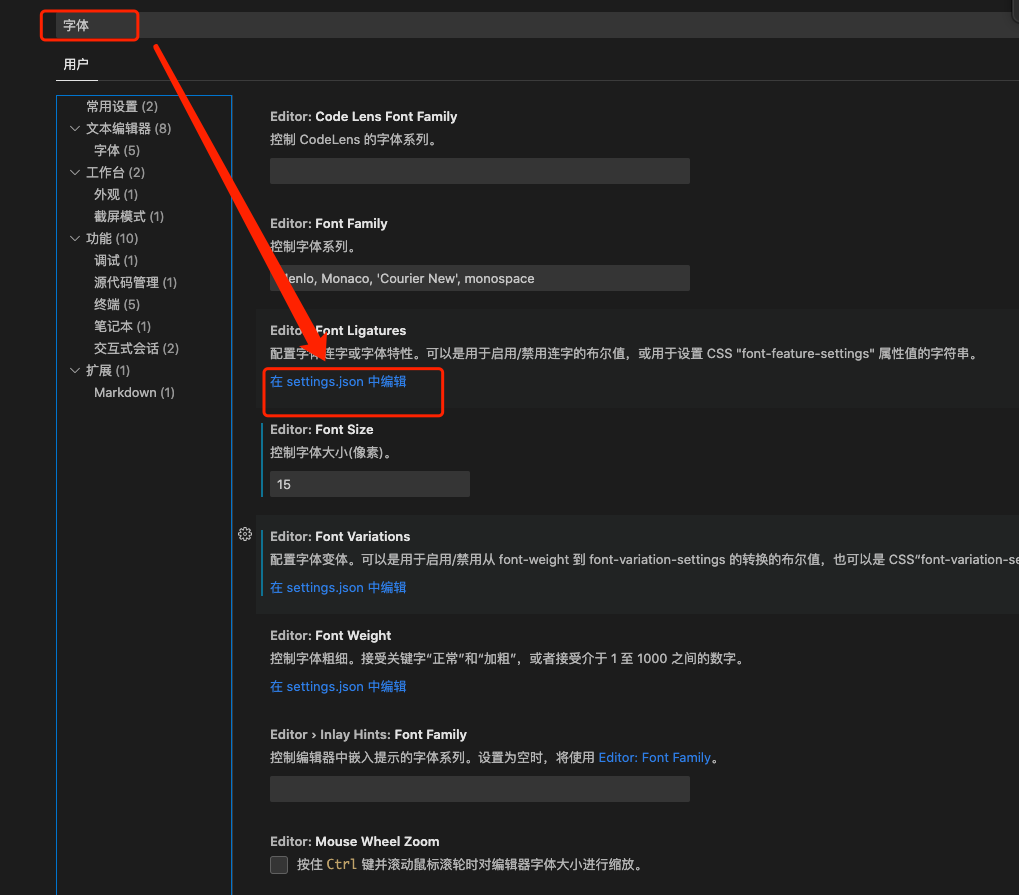 字体
用户
常用设置 (2)
文本编辑器 (8)
字体 (5)
工作台 (2)
外观 (1)
截屏模式 (1)
功能 (10)
调试 (1)
源代码管理 (1)
终端 (5)
笔记本 (1)
交互式会话 (2)
扩展 (1)
Markdown (1)
Editor: Code Lens Font Family
控制 CodeLens 的字体系列。
Editor: Font Family
控制字体系列。
Menlo, Monaco, 'Courier New', monospace
Editor: Font Ligatures
配置字体连字或字体特性。可以是用于启用/禁用连字的布尔值，或用于设置 CSS "font-feature-settings" 属性值的字符串。
在 settings.json 中编辑
Editor: Font Size
控制字体大小(像素)。
15
Editor: Font Variations
配置字体变体。可以是用于启用/禁用从 font-weight 到 font-variation-settings 的转换的布尔值，也可以是 CSS"font-variation-se
在 settings.json 中编辑
Editor: Font Weight
控制字体粗细。接受关键字“正常”和“加粗”，或者接受介于 1 至 1000 之间的数字。
在 settings.json 中编辑
Editor › Inlay Hints: Font Family
控制编辑器中嵌入提示的字体系列。设置为空时，将使用 Editor: Font Family。
Editor: Mouse Wheel Zoom
按住 Ctrl 键并滚动鼠标滚轮时对编辑器字体大小进行缩放。